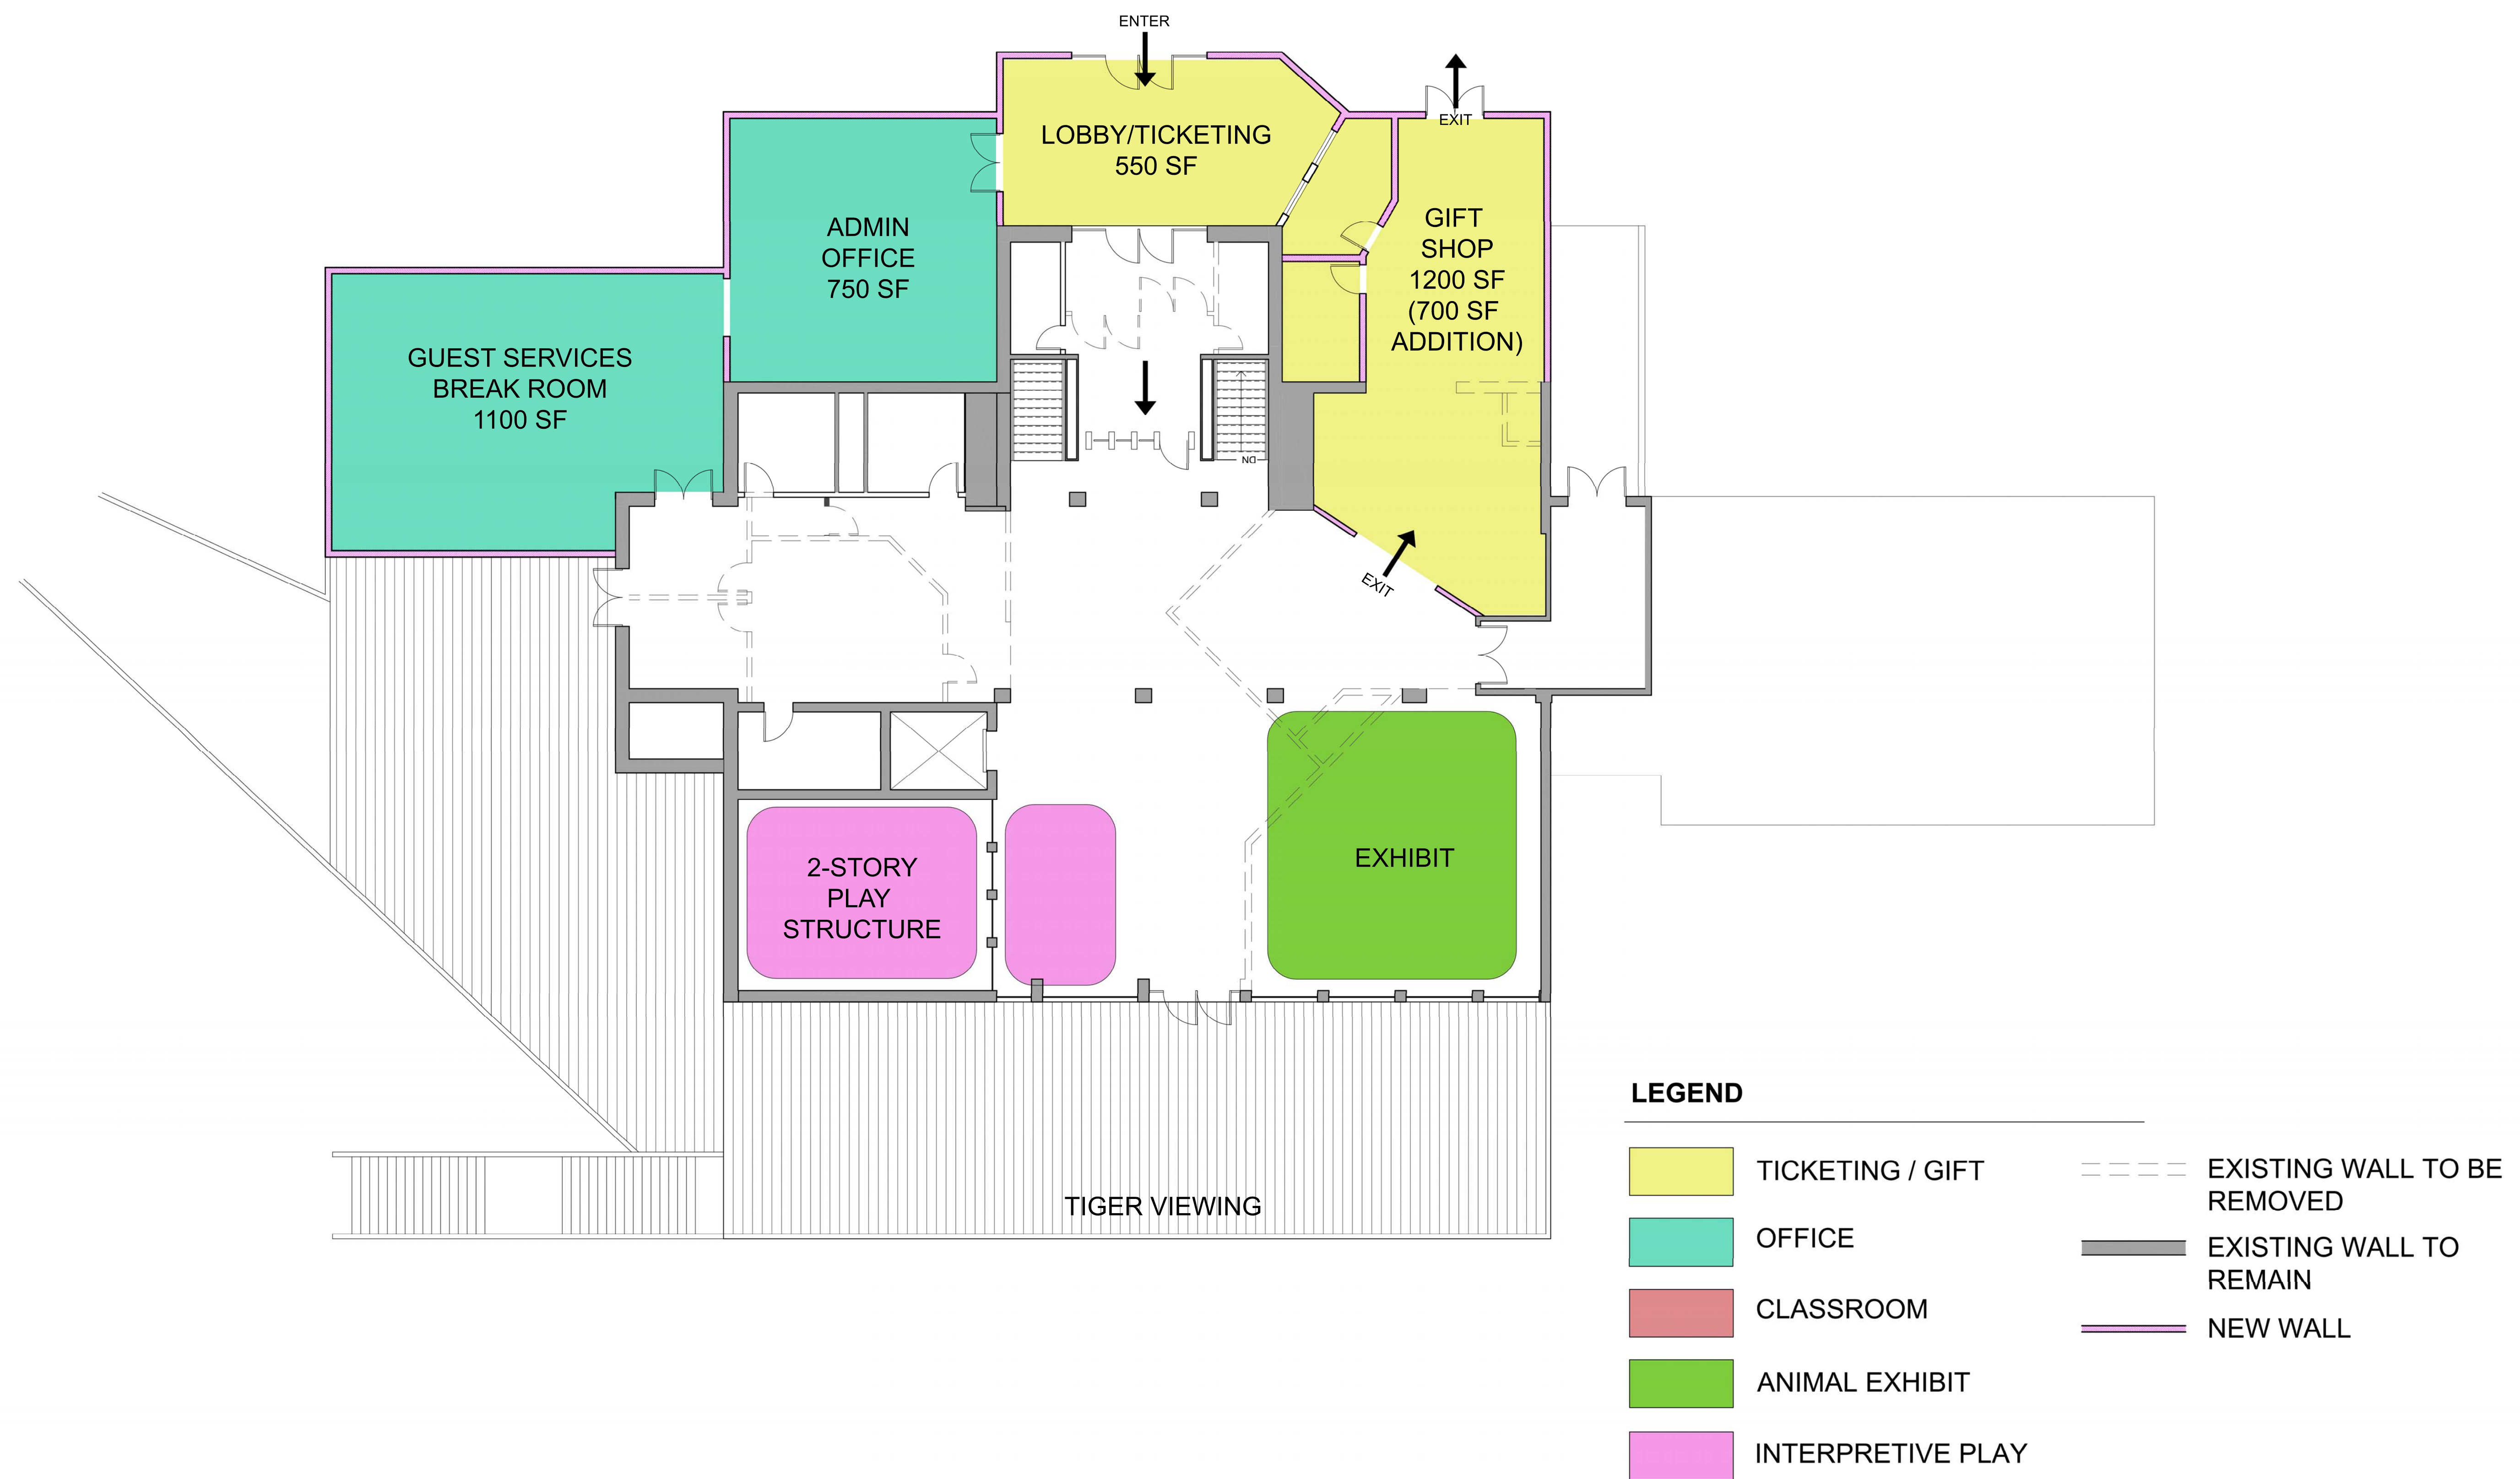 ENTER
EXIT
LOBBY/TICKETING
550 SF
ADMIN
OFFICE
750 SF
GIFT
SHOP
1200 SF
(700 SF
ADDITION)
GUEST SERVICES
BREAK ROOM
1100 SF
DN
EXIT
2-STORY
PLAY
STRUCTURE
EXHIBIT
TIGER VIEWING
LEGEND
TICKETING / GIFT
OFFICE
CLASSROOM
ANIMAL EXHIBIT
INTERPRETIVE PLAY
EXISTING WALL TO BE
REMOVED
EXISTING WALL TO
REMAIN
NEW WALL